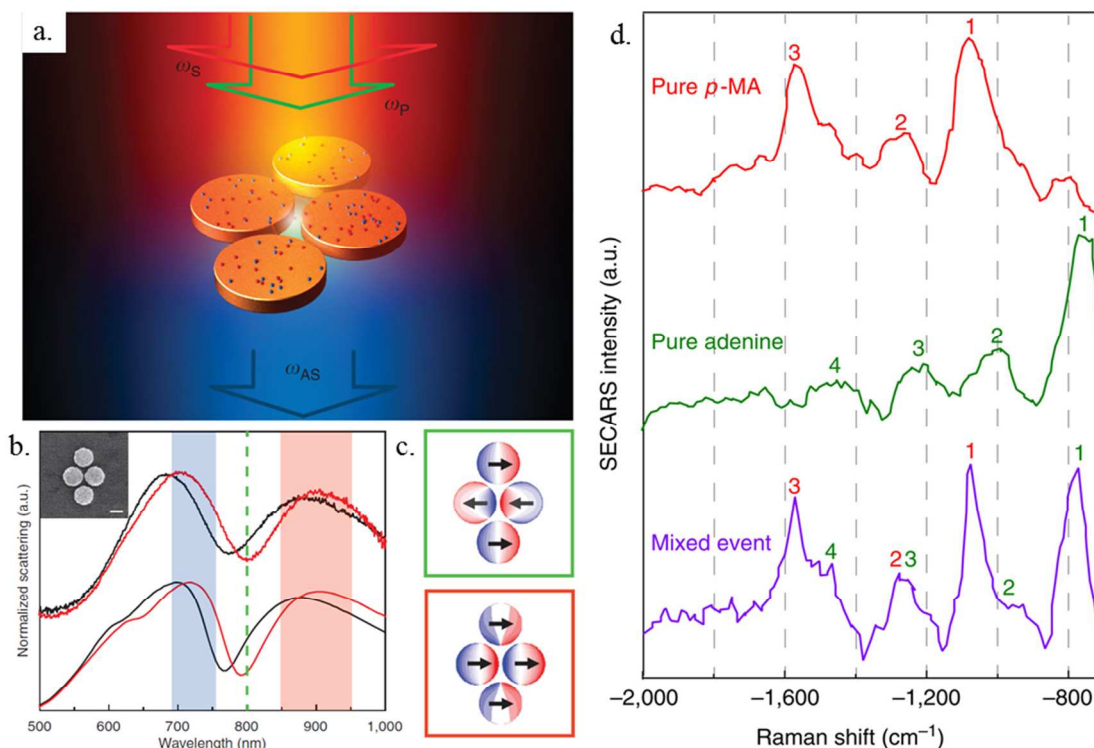 a.
ωS
ωP
ωAS
b.
Normalized scattering (a.u.)
500 600 700 800 900 1,000
Wavelength (nm)
c.
d.
SECARS intensity (a.u.)
Pure p-MA
3 2 1
Pure adenine
4 3 2 1
Mixed event
3 4 2 3 1 2 1
−2,000 −1,600 −1,200 −800
Raman shift (cm⁻¹)